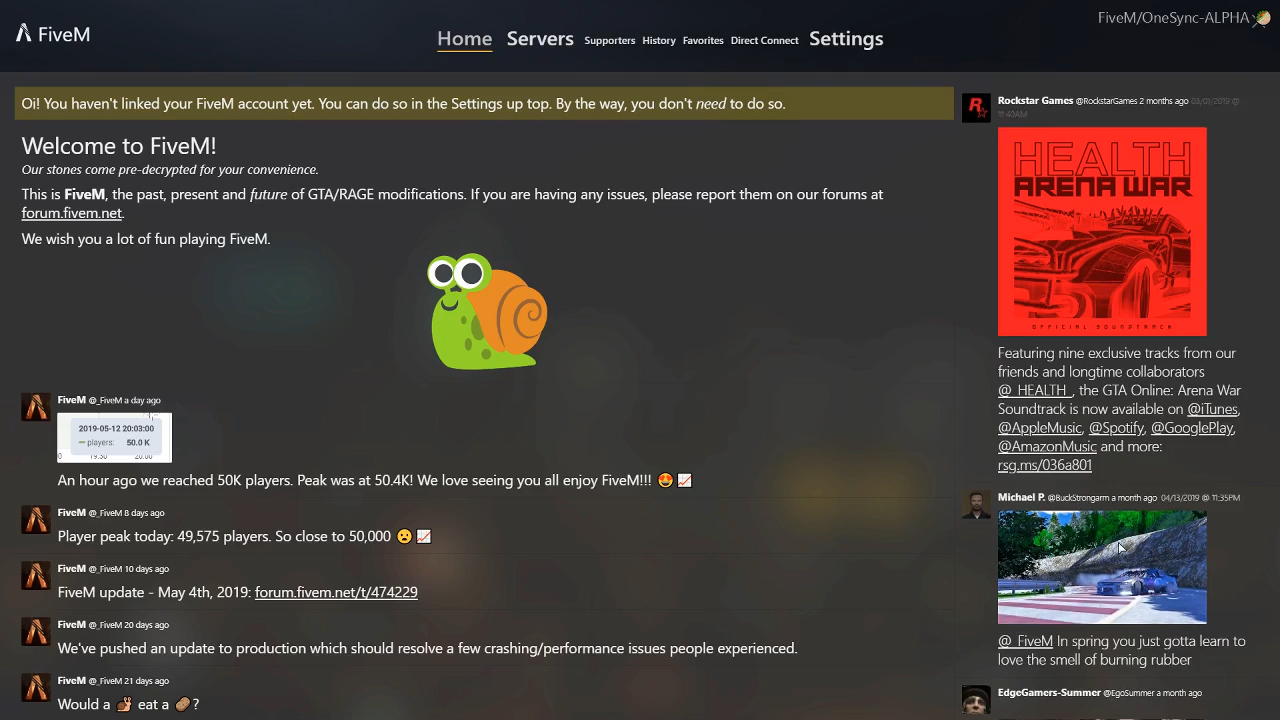 FiveM
Home Servers Supporters History Favorites Direct Connect Settings
FiveM/OneSync-ALPHA
Oi! You haven't linked your FiveM account yet. You can do so in the Settings up top. By the way, you don't need to do so.
Welcome to FiveM!
Our stones come pre-decrypted for your convenience.
This is FiveM, the past, present and future of GTA/RAGE modifications. If you are having any issues, please report them on our forums at
forum.fivem.net.
We wish you a lot of fun playing FiveM.
FiveM @_FiveM a day ago
2019-05-12 20:03:00
players: 50.0 K
0 19:30 20:00
An hour ago we reached 50K players. Peak was at 50.4K! We love seeing you all enjoy FiveM!!! 🤩 📈
FiveM @_FiveM 8 days ago
Player peak today: 49,575 players. So close to 50,000 😦 📈
FiveM @_FiveM 10 days ago
FiveM update - May 4th, 2019: forum.fivem.net/t/474229
FiveM @_FiveM 20 days ago
We've pushed an update to production which should resolve a few crashing/performance issues people experienced.
FiveM @_FiveM 21 days ago
Would a 🐌 eat a 🥔?
Rockstar Games @RockstarGames 2 months ago 03/01/2019 @
11:40AM
HEALTH
ARENA WAR
OFFICIAL SOUNDTRACK
Featuring nine exclusive tracks from our
friends and longtime collaborators
@_HEALTH_, the GTA Online: Arena War
Soundtrack is now available on @iTunes,
@AppleMusic, @Spotify, @GooglePlay,
@AmazonMusic and more:
rsg.ms/036a801
Michael P. @BuckStrongarm a month ago 04/13/2019 @ 11:35PM
@_FiveM In spring you just gotta learn to
love the smell of burning rubber
EdgeGamers-Summer @EgoSummer a month ago